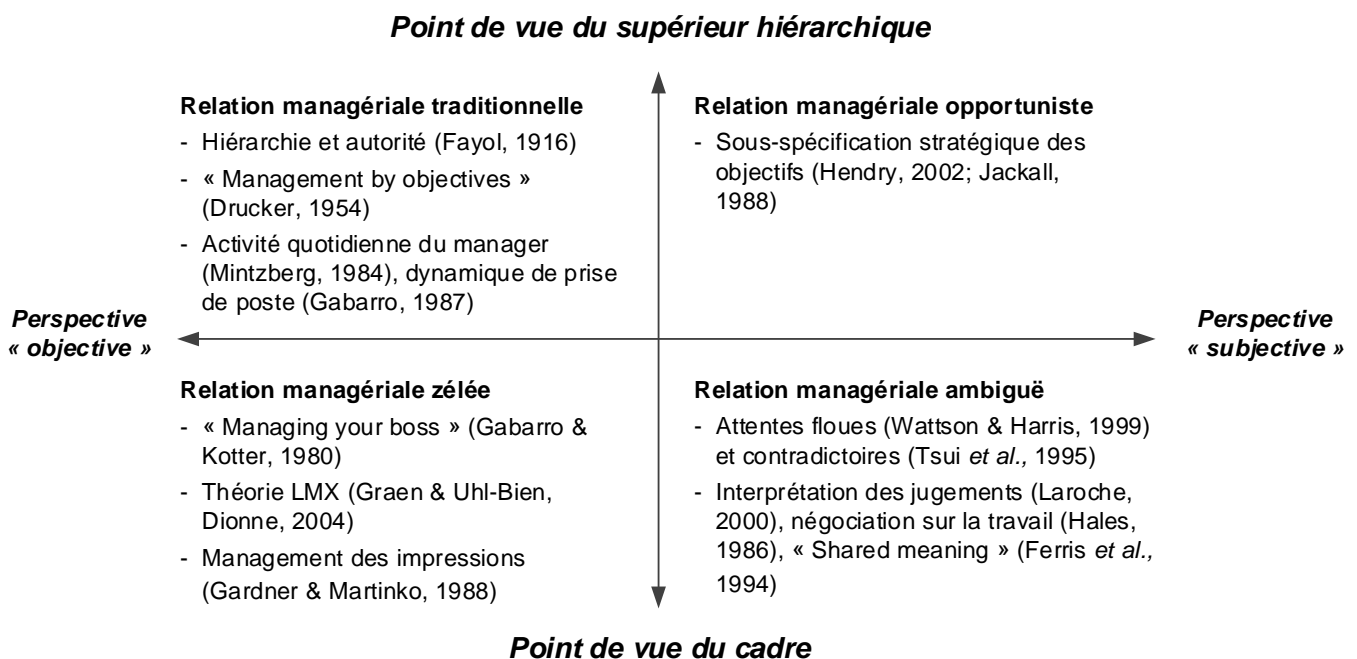 Point de vue du supérieur hiérarchique
Relation managériale traditionnelle
- Hiérarchie et autorité (Fayol, 1916)
- « Management by objectives »
(Drucker, 1954)
- Activité quotidienne du manager
(Mintzberg, 1984), dynamique de prise
de poste (Gabarro, 1987)
Relation managériale opportuniste
- Sous-spécification stratégique des
objectifs (Hendry, 2002; Jackall,
1988)
Perspective
« objective »
Perspective
« subjective »
Relation managériale zélée
- « Managing your boss » (Gabarro &
Kotter, 1980)
- Théorie LMX (Graen & Uhl-Bien,
Dionne, 2004)
- Management des impressions
(Gardner & Martinko, 1988)
Relation managériale ambiguë
- Attentes floues (Wattson & Harris, 1999)
et contradictoires (Tsui et al., 1995)
- Interprétation des jugements (Laroche,
2000), négociation sur la travail (Hales,
1986), « Shared meaning » (Ferris et al.,
1994)
Point de vue du cadre